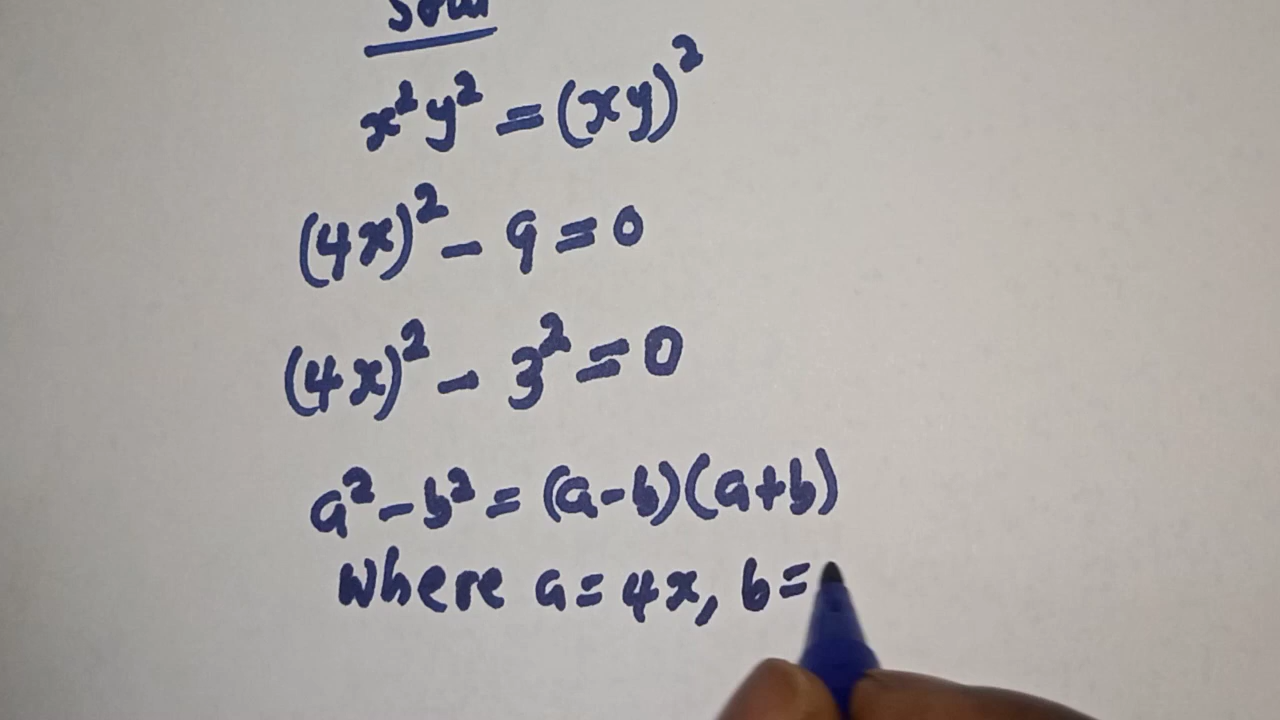 x²y² = (xy)²
(4x)² - 9 = 0
(4x)² - 3² = 0
a² - b² = (a-b)(a+b)
where a = 4x, b =